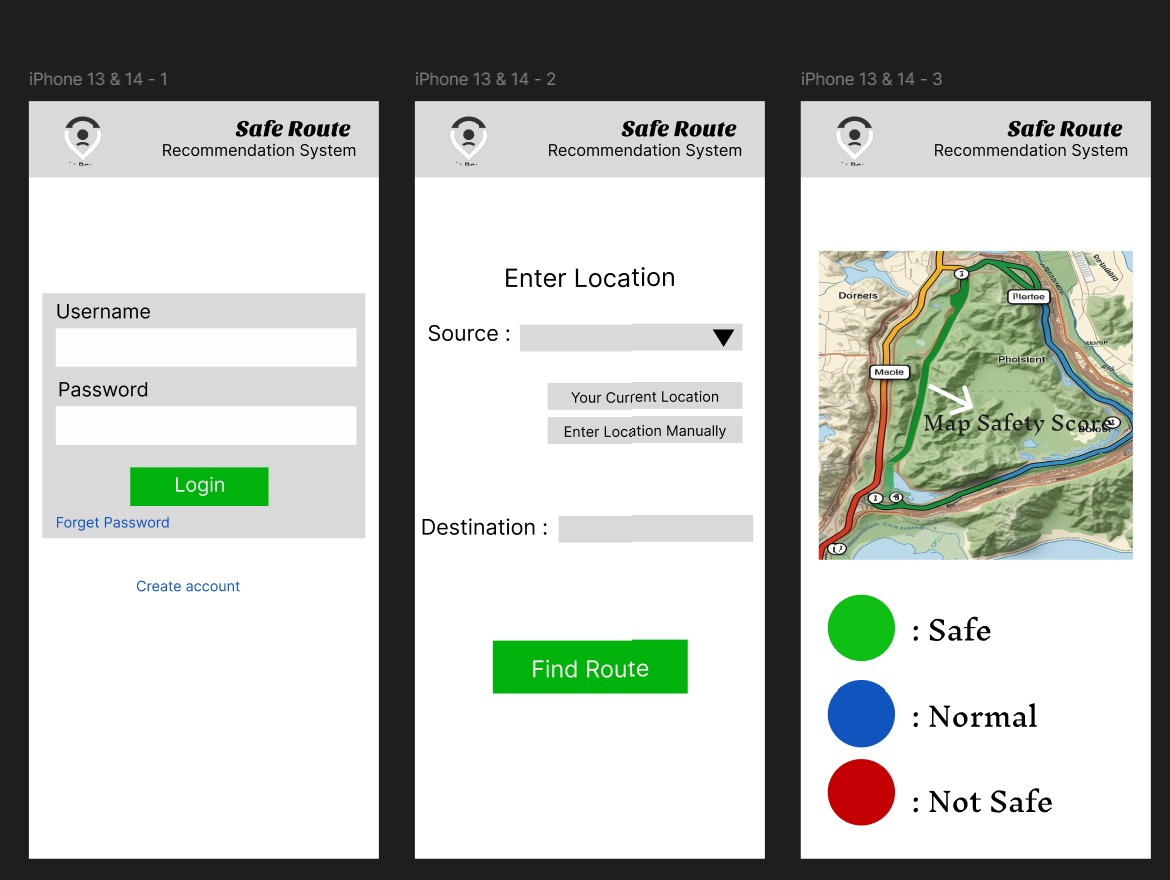 iPhone 13 & 14 - 1
Safe Route
Recommendation System
Username
Password
Login
Forget Password
Create account
iPhone 13 & 14 - 2
Safe Route
Recommendation System
Enter Location
Source :
Your Current Location
Enter Location Manually
Destination :
Find Route
iPhone 13 & 14 - 3
Safe Route
Recommendation System
Dorners
Plertee
Pholsient
Maole
Map Safety Score
: Safe
: Normal
: Not Safe